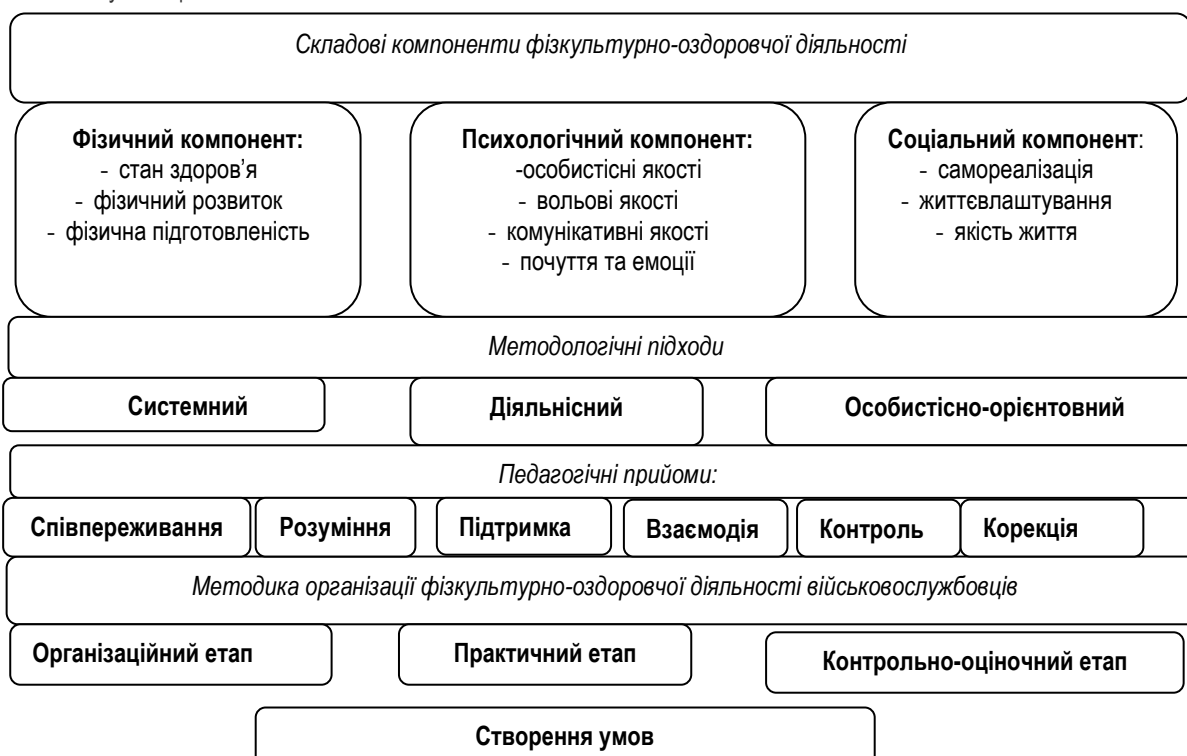 Складові компоненти фізкультурно-оздоровчої діяльності
Фізичний компонент:
- стан здоров’я
- фізичний розвиток
- фізична підготовленість
Психологічний компонент:
-особистісні якості
- вольові якості
- комунікативні якості
- почуття та емоції
Соціальний компонент:
- самореалізація
- життєвлаштування
- якість життя
Методологічні підходи
Системний
Діяльнісний
Особистісно-орієнтовний
Педагогічні прийоми:
Співпереживання
Розуміння
Підтримка
Взаємодія
Контроль
Корекція
Методика організації фізкультурно-оздоровчої діяльності військовослужбовців
Організаційний етап
Практичний етап
Контрольно-оціночний етап
Створення умов